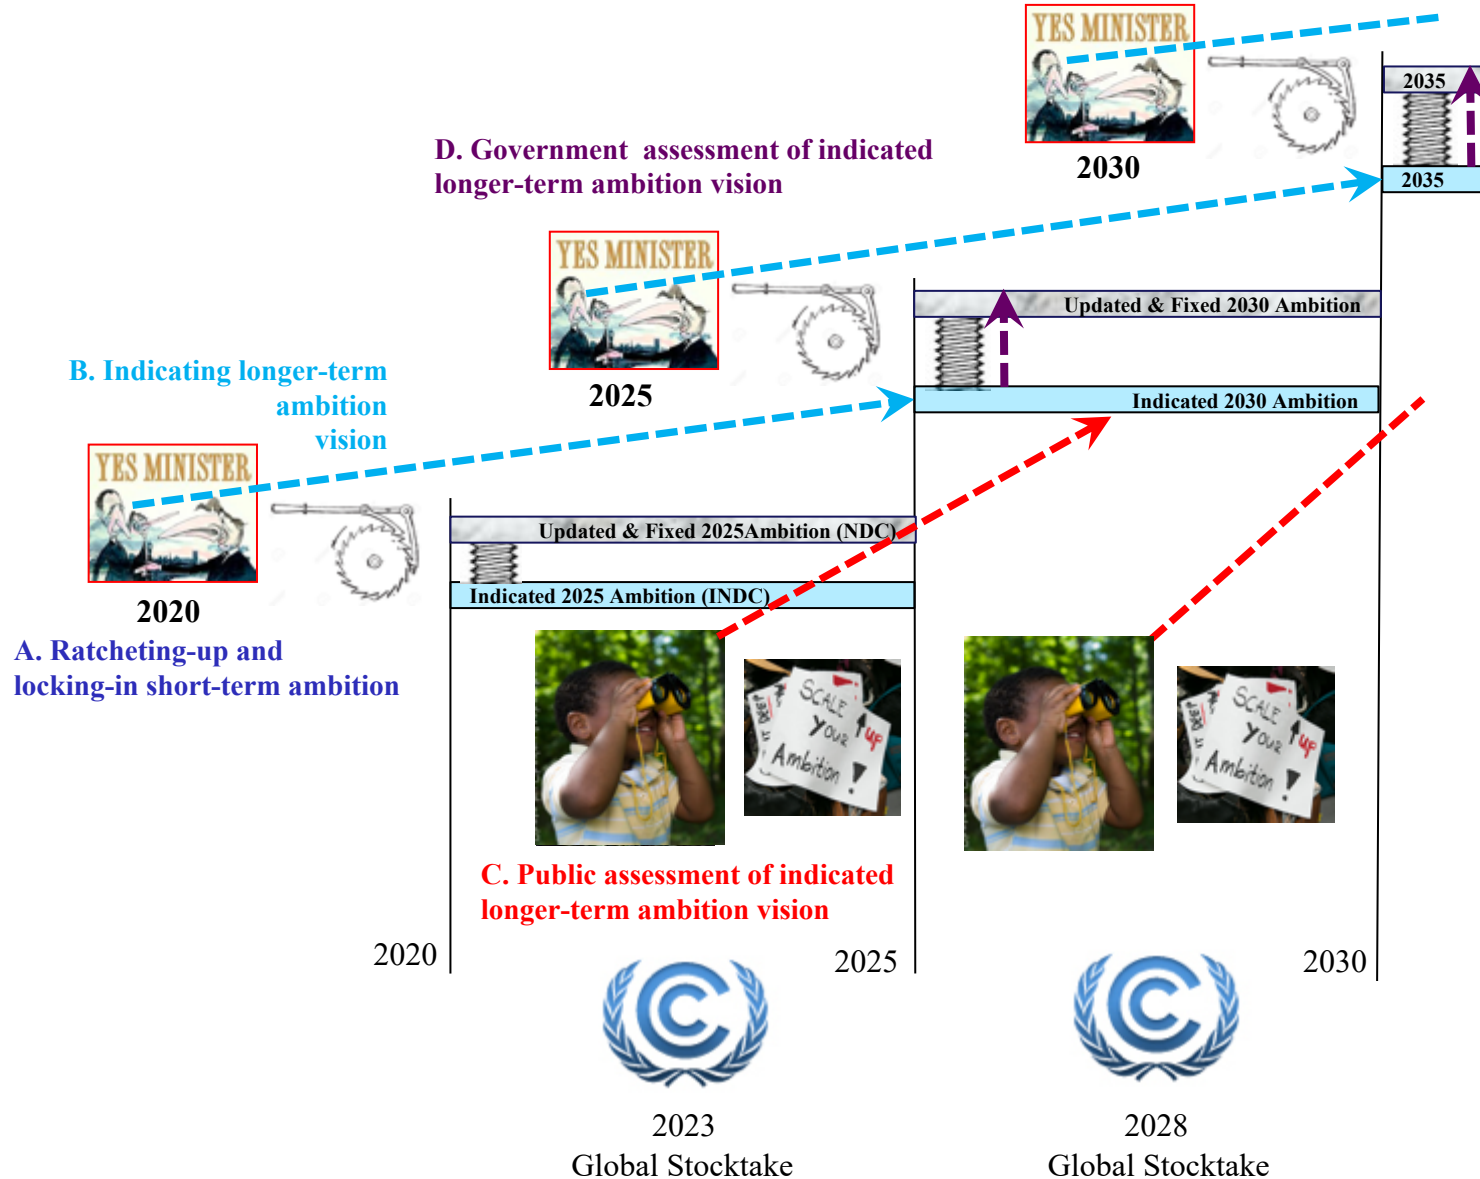 YES MINISTER
2030
2035
2035
D. Government assessment of indicated
longer-term ambition vision
YES MINISTER
2025
Updated & Fixed 2030 Ambition
Indicated 2030 Ambition
B. Indicating longer-term
ambition
vision
YES MINISTER
2020
A. Ratcheting-up and
locking-in short-term ambition
Updated & Fixed 2025Ambition (NDC)
Indicated 2025 Ambition (INDC)
SCALE
YOUR
UP
Ambition !
SCALE
YOUR
UP
Ambition !
C. Public assessment of indicated
longer-term ambition vision
2020
2025
2030
2023
Global Stocktake
2028
Global Stocktake